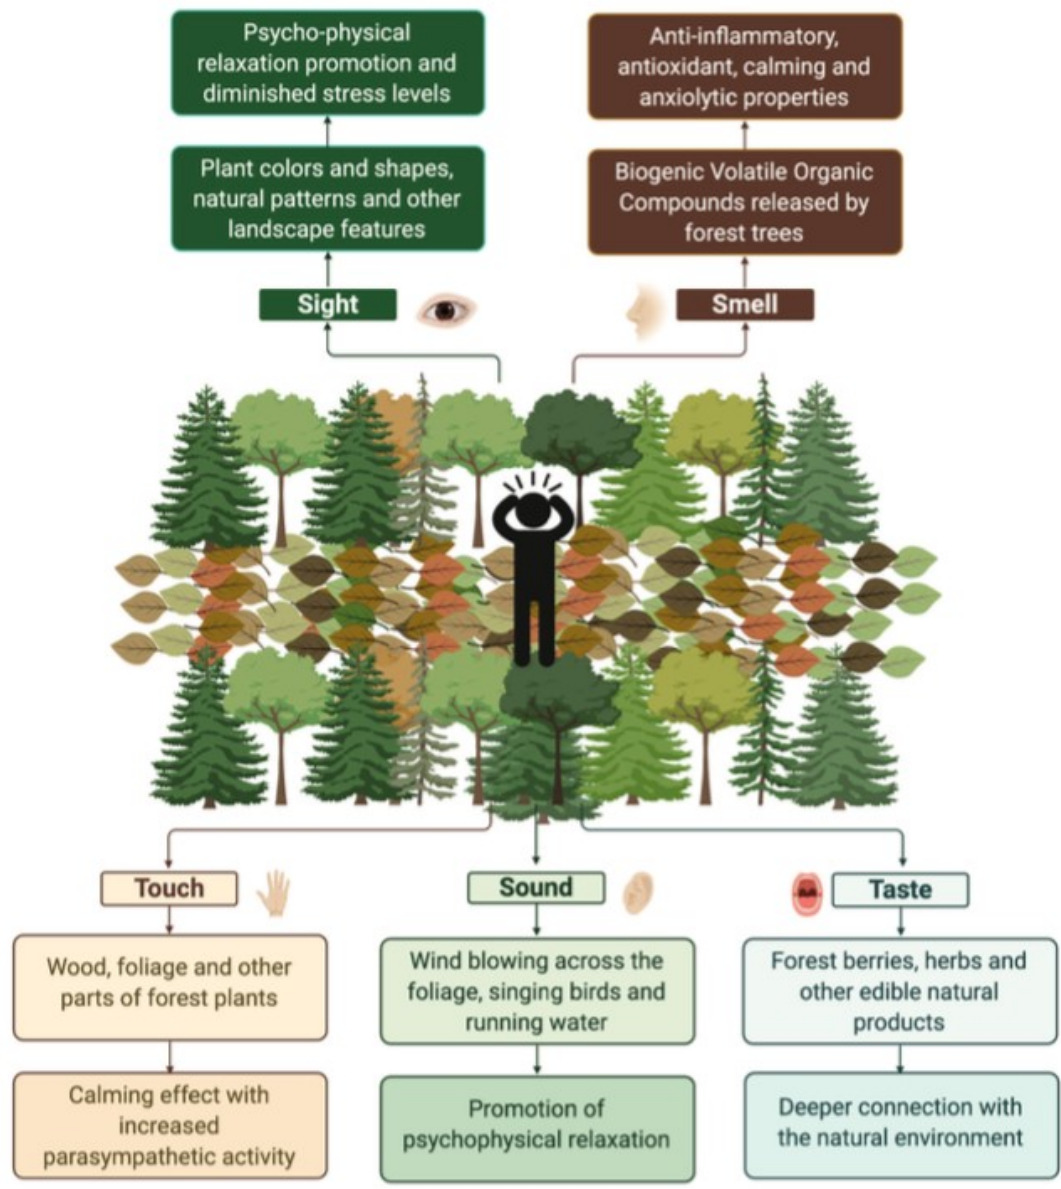 Psycho-physical
relaxation promotion and
diminished stress levels
Anti-inflammatory,
antioxidant, calming and
anxiolytic properties
Plant colors and shapes,
natural patterns and other
landscape features
Biogenic Volatile Organic
Compounds released by
forest trees
Sight
Smell
Touch
Sound
Taste
Wood, foliage and other
parts of forest plants
Wind blowing across the
foliage, singing birds and
running water
Forest berries, herbs and
other edible natural
products
Calming effect with
increased
parasympathetic activity
Promotion of
psychophysical relaxation
Deeper connection with
the natural environment